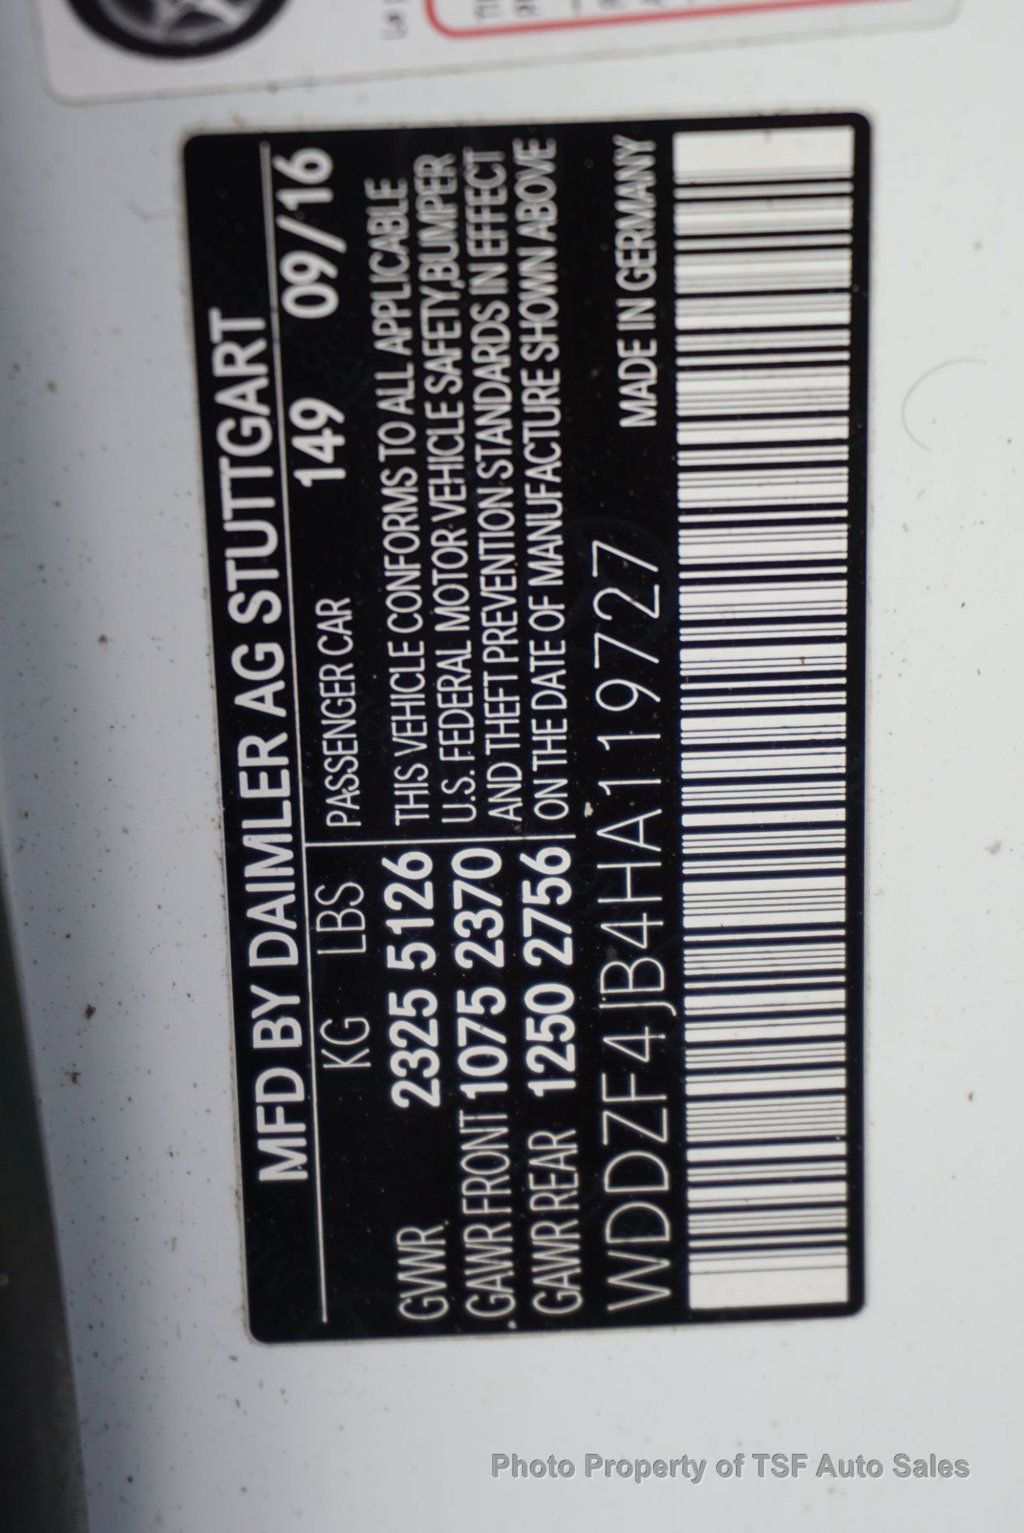 MFD BY DAIMLER AG STUTTGART
KG LBS PASSENGER CAR 149 09/16
GVWR 2325 5126 THIS VEHICLE CONFORMS TO ALL APPLICABLE
GAWR FRONT 1075 2370 U.S. FEDERAL MOTOR VEHICLE SAFETY,BUMPER
AND THEFT PREVENTION STANDARDS IN EFFECT
GAWR REAR 1250 2756 ON THE DATE OF MANUFACTURE SHOWN ABOVE
WDDZF4JB4HA119727 MADE IN GERMANY
Photo Property of TSF Auto Sales